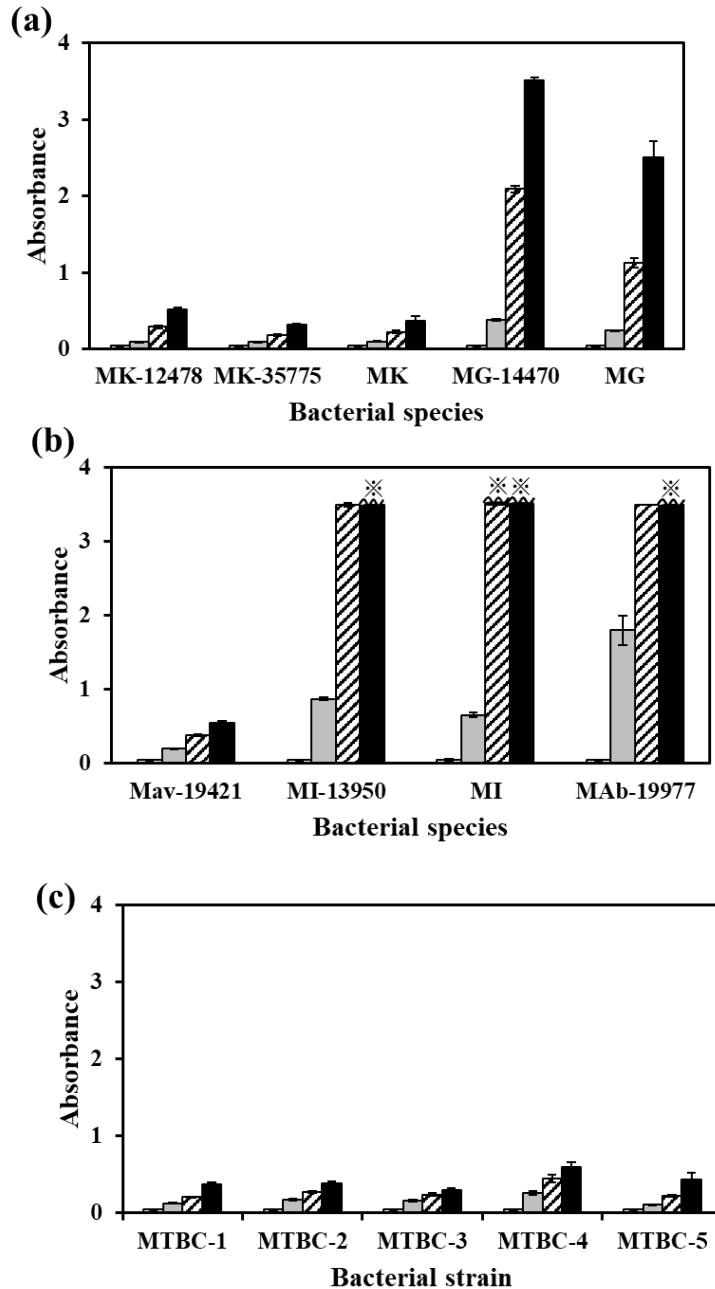 (a)
4
3
2
1
0
Absorbance
MK-12478 MK-35775 MK MG-14470 MG
Bacterial species
(b)
4
3
2
1
0
Absorbance
※ ※ ※ ※
Mav-19421 MI-13950 MI MAb-19977
Bacterial species
(c)
4
3
2
1
0
Absorbance
MTBC-1 MTBC-2 MTBC-3 MTBC-4 MTBC-5
Bacterial strain